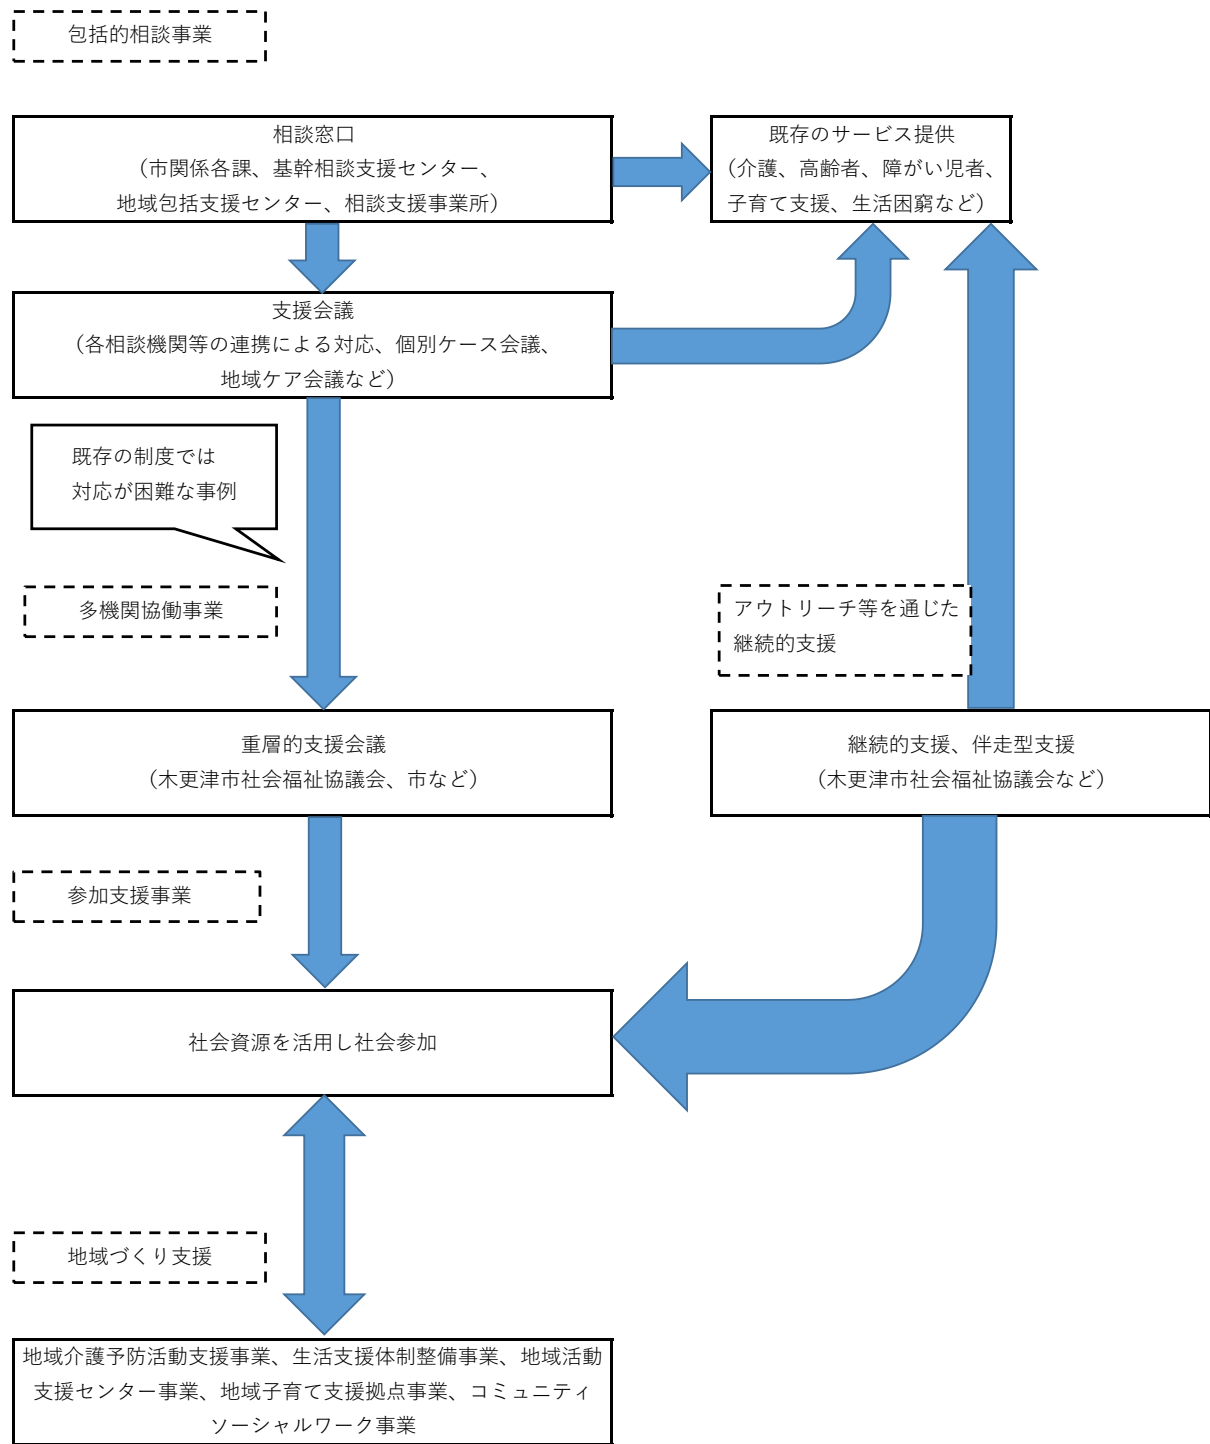 包括的相談事業
相談窓口
（市関係各課、基幹相談支援センター、
地域包括支援センター、相談支援事業所）
既存のサービス提供
（介護、高齢者、障がい児者、
子育て支援、生活困窮など）
支援会議
（各相談機関等の連携による対応、個別ケース会議、
地域ケア会議など）
既存の制度では
対応が困難な事例
多機関協働事業
アウトリーチ等を通じた
継続的支援
重層的支援会議
（木更津市社会福祉協議会、市など）
継続的支援、伴走型支援
（木更津市社会福祉協議会など）
参加支援事業
社会資源を活用し社会参加
地域づくり支援
地域介護予防活動支援事業、生活支援体制整備事業、地域活動
支援センター事業、地域子育て支援拠点事業、コミュニティ
ソーシャルワーク事業